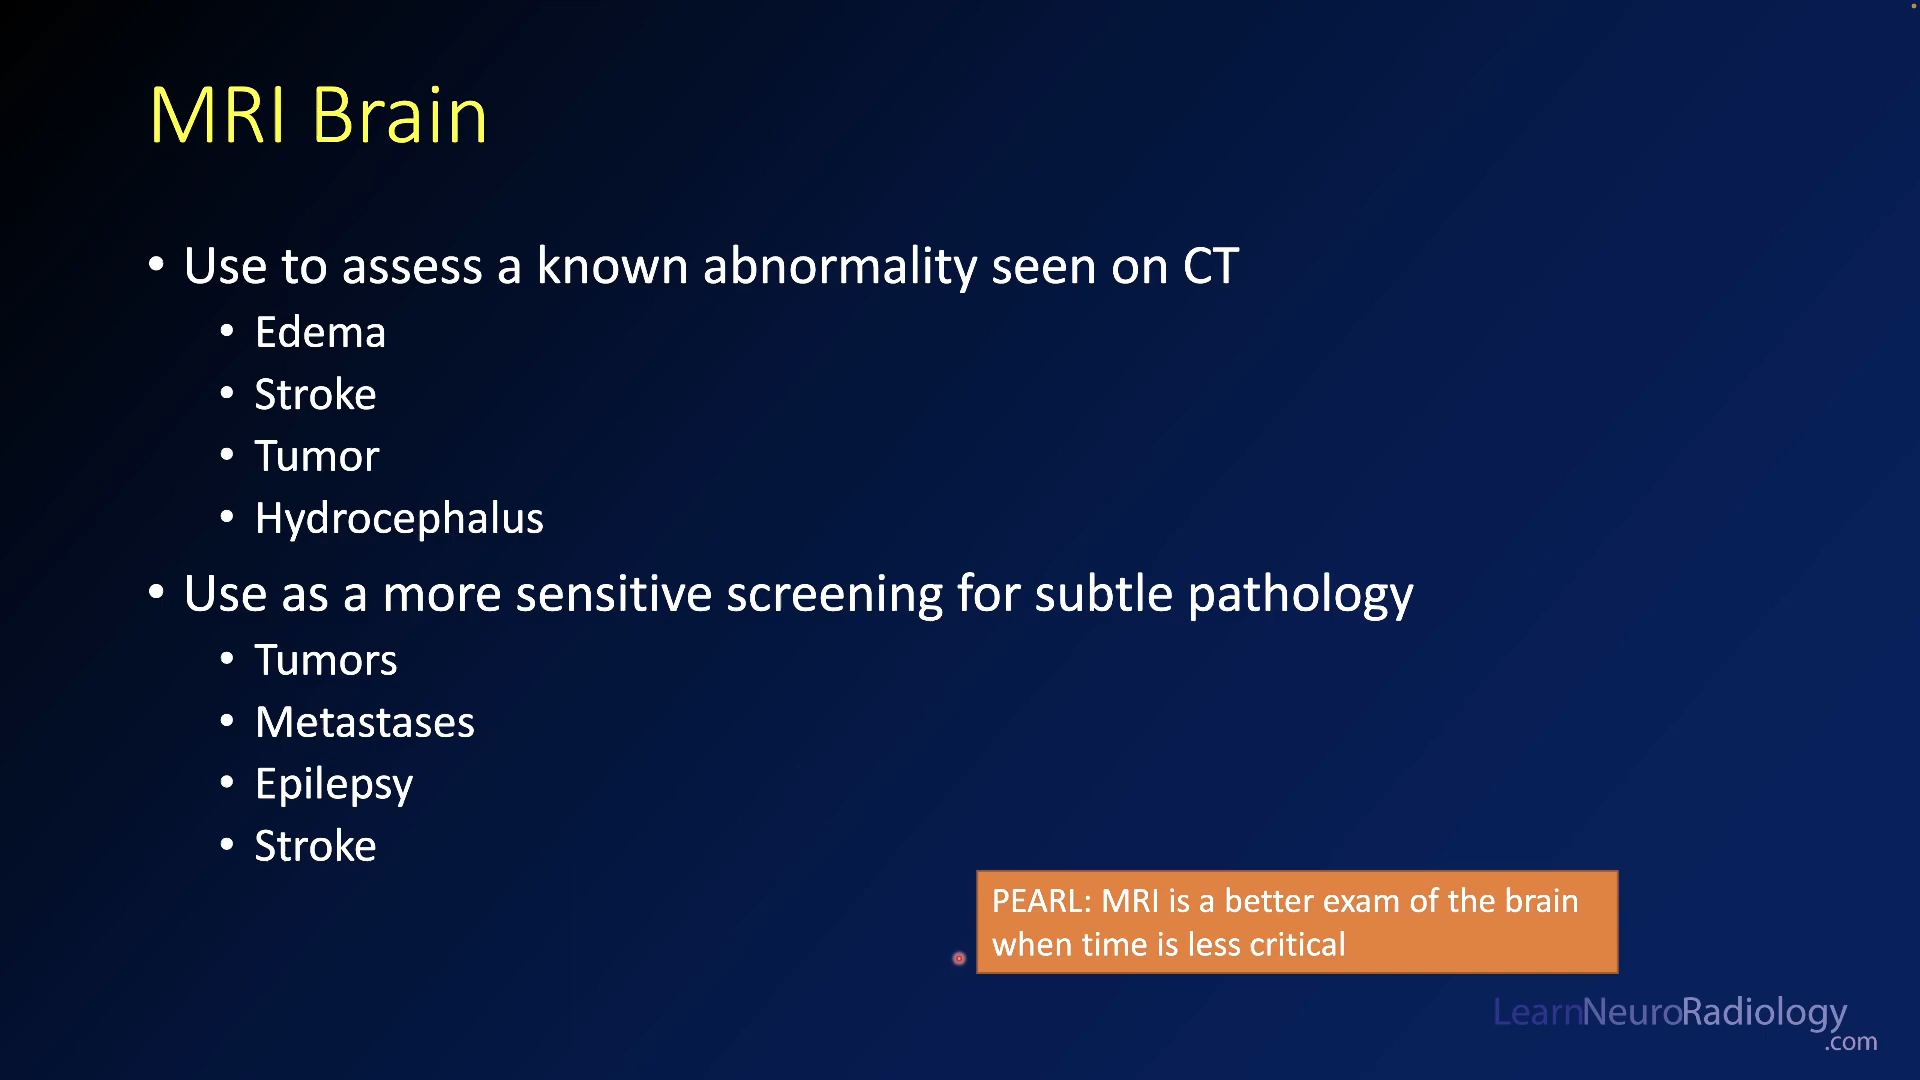 MRI Brain
• Use to assess a known abnormality seen on CT
• Edema
• Stroke
• Tumor
• Hydrocephalus
• Use as a more sensitive screening for subtle pathology
• Tumors
• Metastases
• Epilepsy
• Stroke
PEARL: MRI is a better exam of the brain
when time is less critical
LearnNeuroRadiology
.com